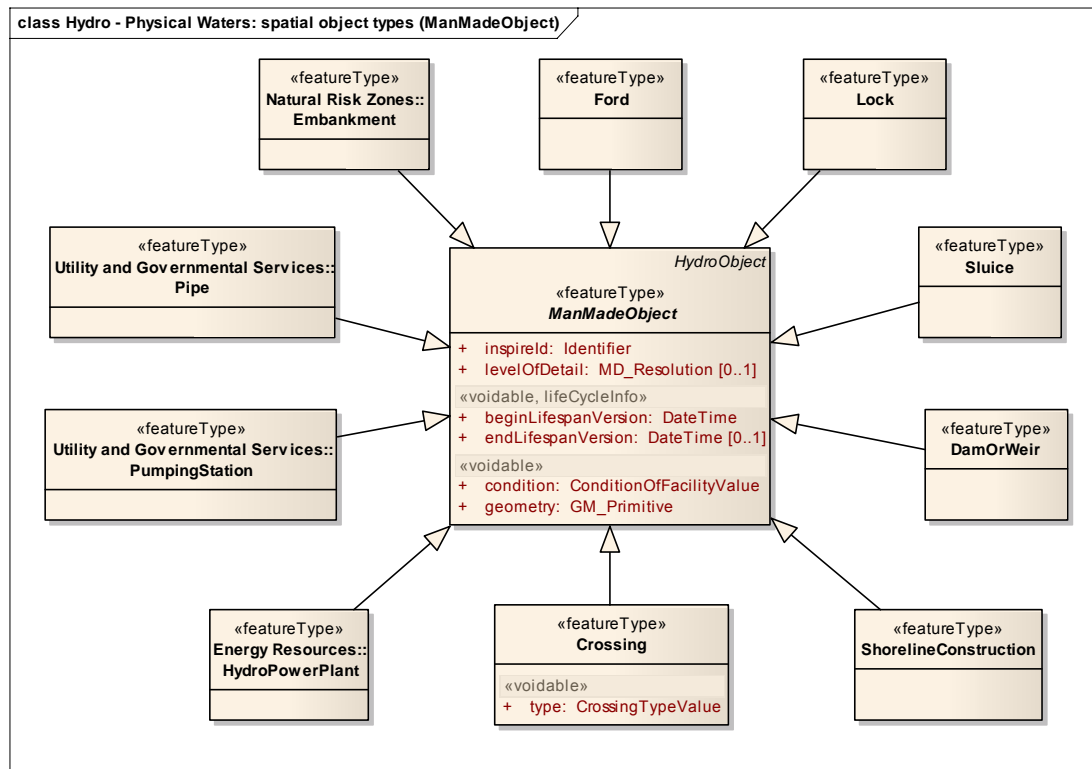 class Hydro - Physical Waters: spatial object types (ManMadeObject)
«featureType»
Natural Risk Zones::
Embankment
«featureType»
Ford
«featureType»
Lock
«featureType»
Utility and Governmental Services::
Pipe
«featureType»
Sluice
HydroObject
«featureType»
ManMadeObject
+ inspireId: Identifier
+ levelOfDetail: MD_Resolution [0..1]
«voidable, lifeCycleInfo»
+ beginLifespanVersion: DateTime
+ endLifespanVersion: DateTime [0..1]
«voidable»
+ condition: ConditionOfFacilityValue
+ geometry: GM_Primitive
«featureType»
Utility and Governmental Services::
PumpingStation
«featureType»
DamOrWeir
«featureType»
Energy Resources::
HydroPowerPlant
«featureType»
Crossing
«voidable»
+ type: CrossingTypeValue
«featureType»
ShorelineConstruction